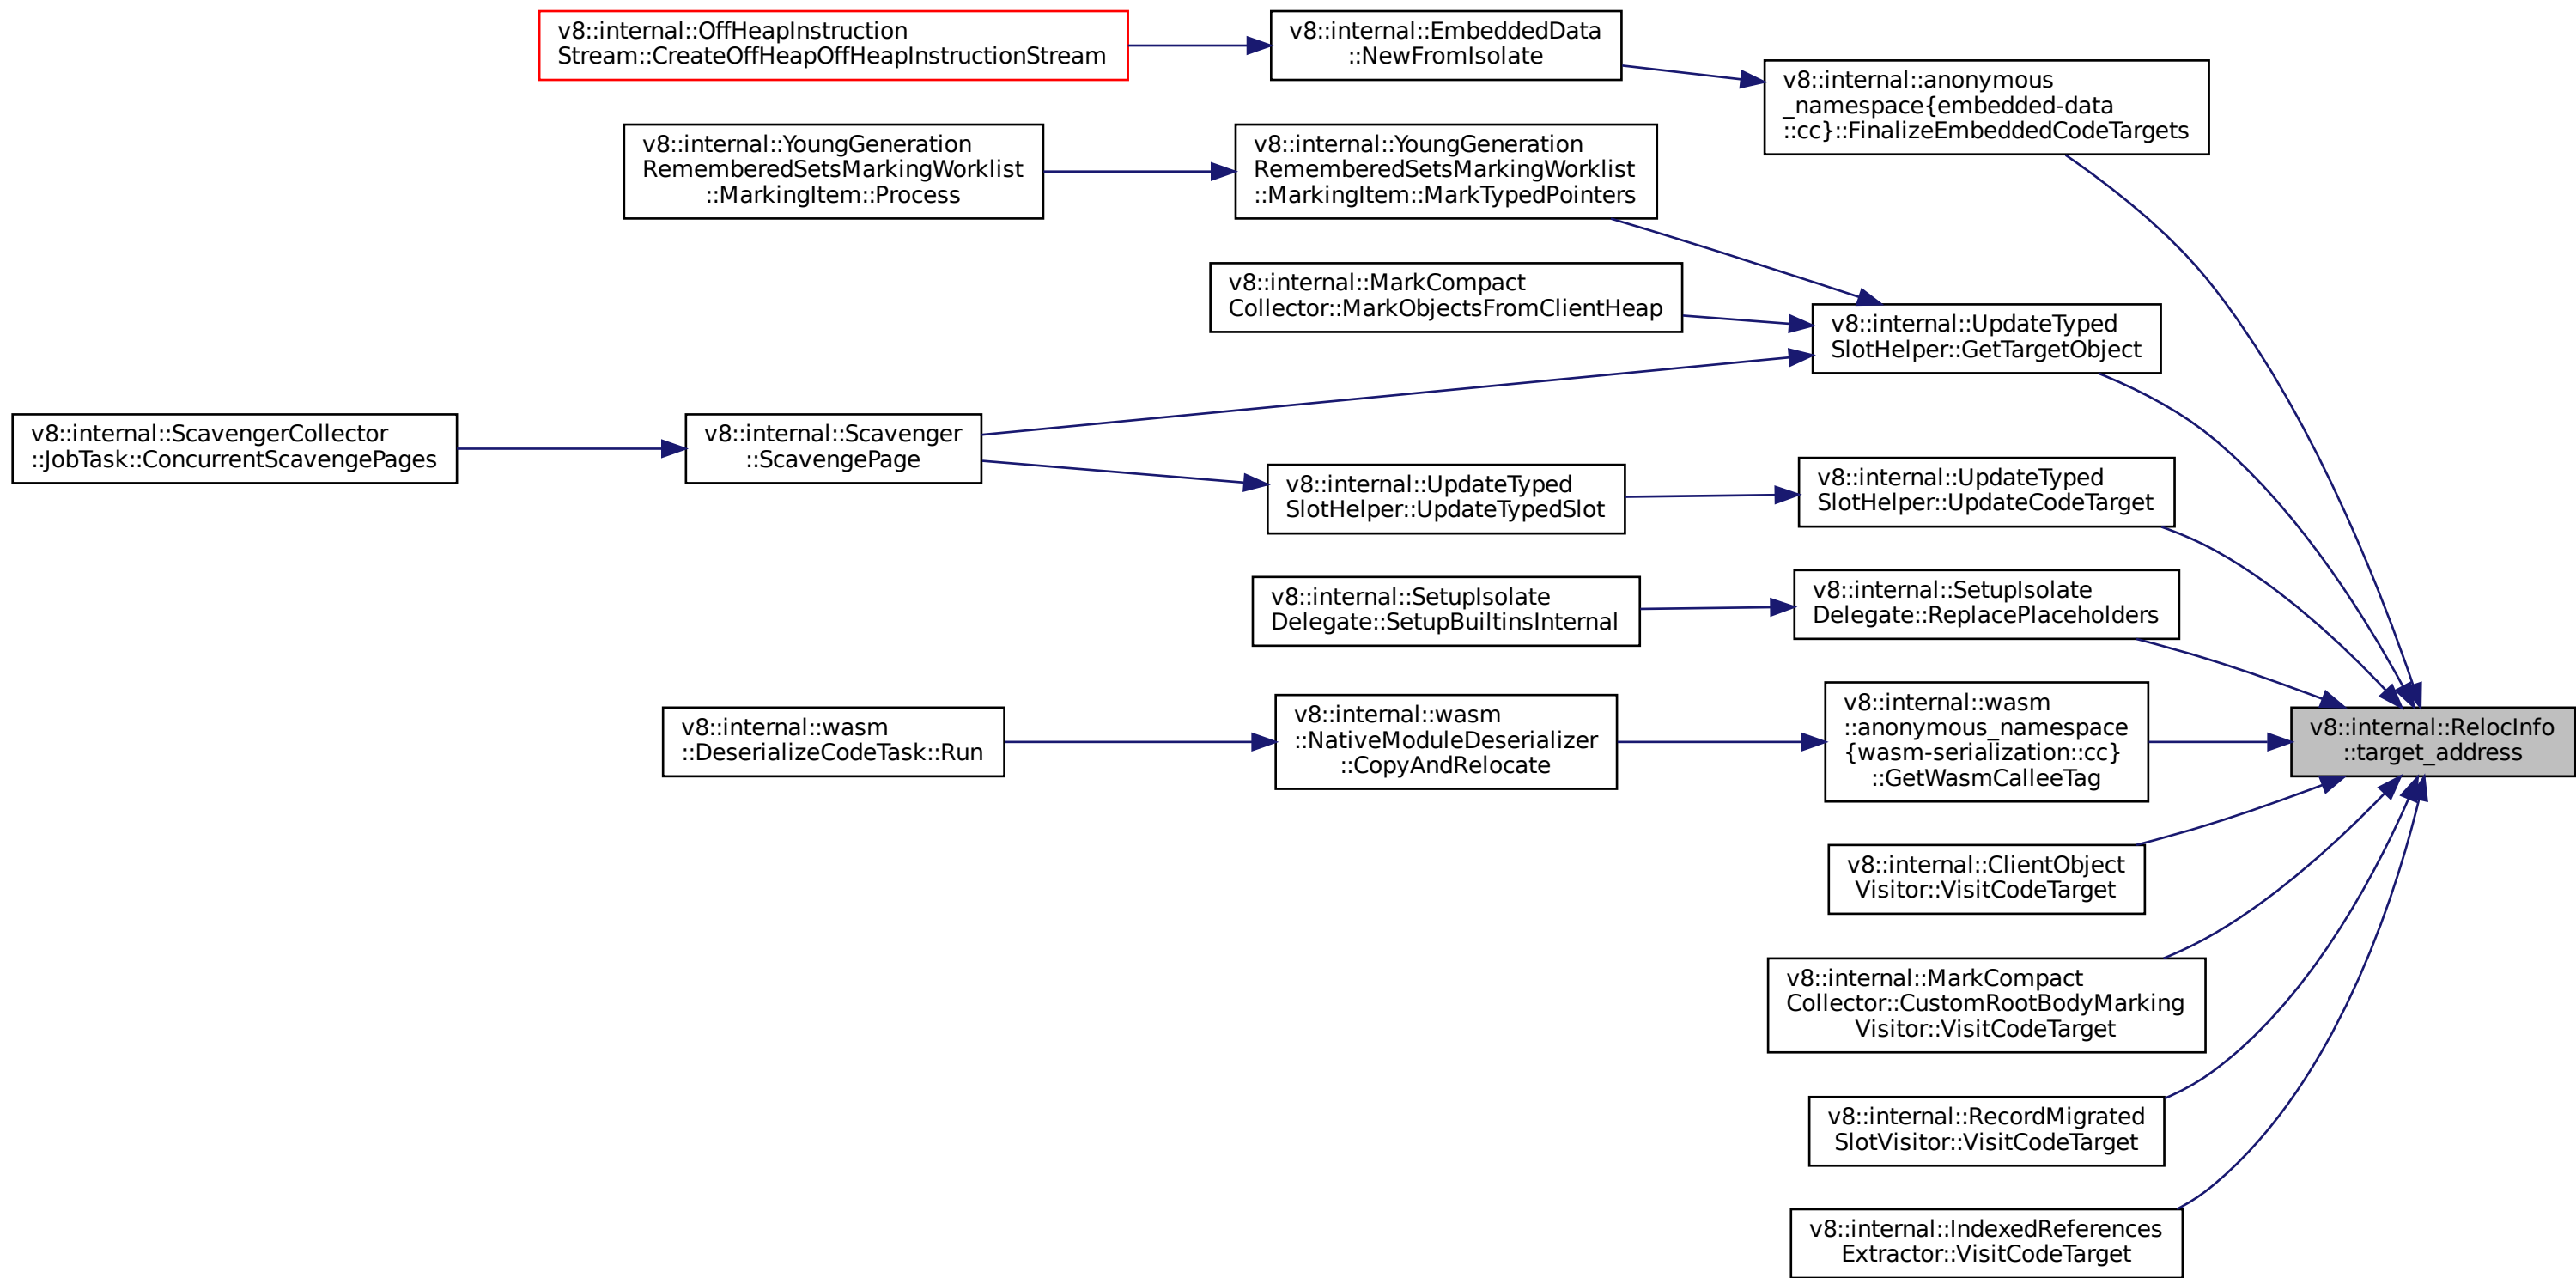 v8::internal::OffHeapInstruction
Stream::CreateOffHeapOffHeapInstructionStream
v8::internal::EmbeddedData
::NewFromIsolate
v8::internal::anonymous
_namespace{embedded-data
::cc}::FinalizeEmbeddedCodeTargets
v8::internal::YoungGeneration
RememberedSetsMarkingWorklist
::MarkingItem::Process
v8::internal::YoungGeneration
RememberedSetsMarkingWorklist
::MarkingItem::MarkTypedPointers
v8::internal::MarkCompact
Collector::MarkObjectsFromClientHeap
v8::internal::UpdateTyped
SlotHelper::GetTargetObject
v8::internal::ScavengerCollector
::JobTask::ConcurrentScavengePages
v8::internal::Scavenger
::ScavengePage
v8::internal::UpdateTyped
SlotHelper::UpdateTypedSlot
v8::internal::UpdateTyped
SlotHelper::UpdateCodeTarget
v8::internal::SetupIsolate
Delegate::SetupBuiltinsInternal
v8::internal::SetupIsolate
Delegate::ReplacePlaceholders
v8::internal::wasm
::DeserializeCodeTask::Run
v8::internal::wasm
::NativeModuleDeserializer
::CopyAndRelocate
v8::internal::wasm
::anonymous_namespace
{wasm-serialization::cc}
::GetWasmCalleeTag
v8::internal::RelocInfo
::target_address
v8::internal::ClientObject
Visitor::VisitCodeTarget
v8::internal::MarkCompact
Collector::CustomRootBodyMarking
Visitor::VisitCodeTarget
v8::internal::RecordMigrated
SlotVisitor::VisitCodeTarget
v8::internal::IndexedReferences
Extractor::VisitCodeTarget